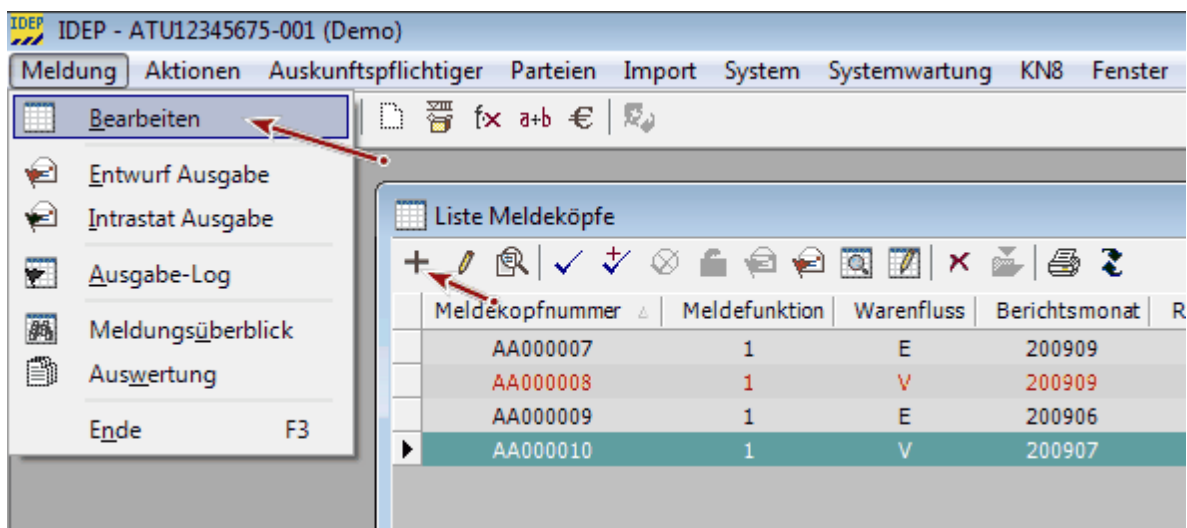 IDEP IDEP - ATU12345675-001 (Demo)
Meldung Aktionen Auskunftspflichtiger Parteien Import System Systemwartung KN8 Fenster
Bearbeiten
fx a+b €
Entwurf Ausgabe
Intrastat Ausgabe
Ausgabe-Log
Meldungsüberblick
Auswertung
Ende F3
Liste Meldeköpfe
Meldekopfnummer Meldefunktion Warenfluss Berichtsmonat R
AA000007 1 E 200909
AA000008 1 V 200909
AA000009 1 E 200906
AA000010 1 V 200907